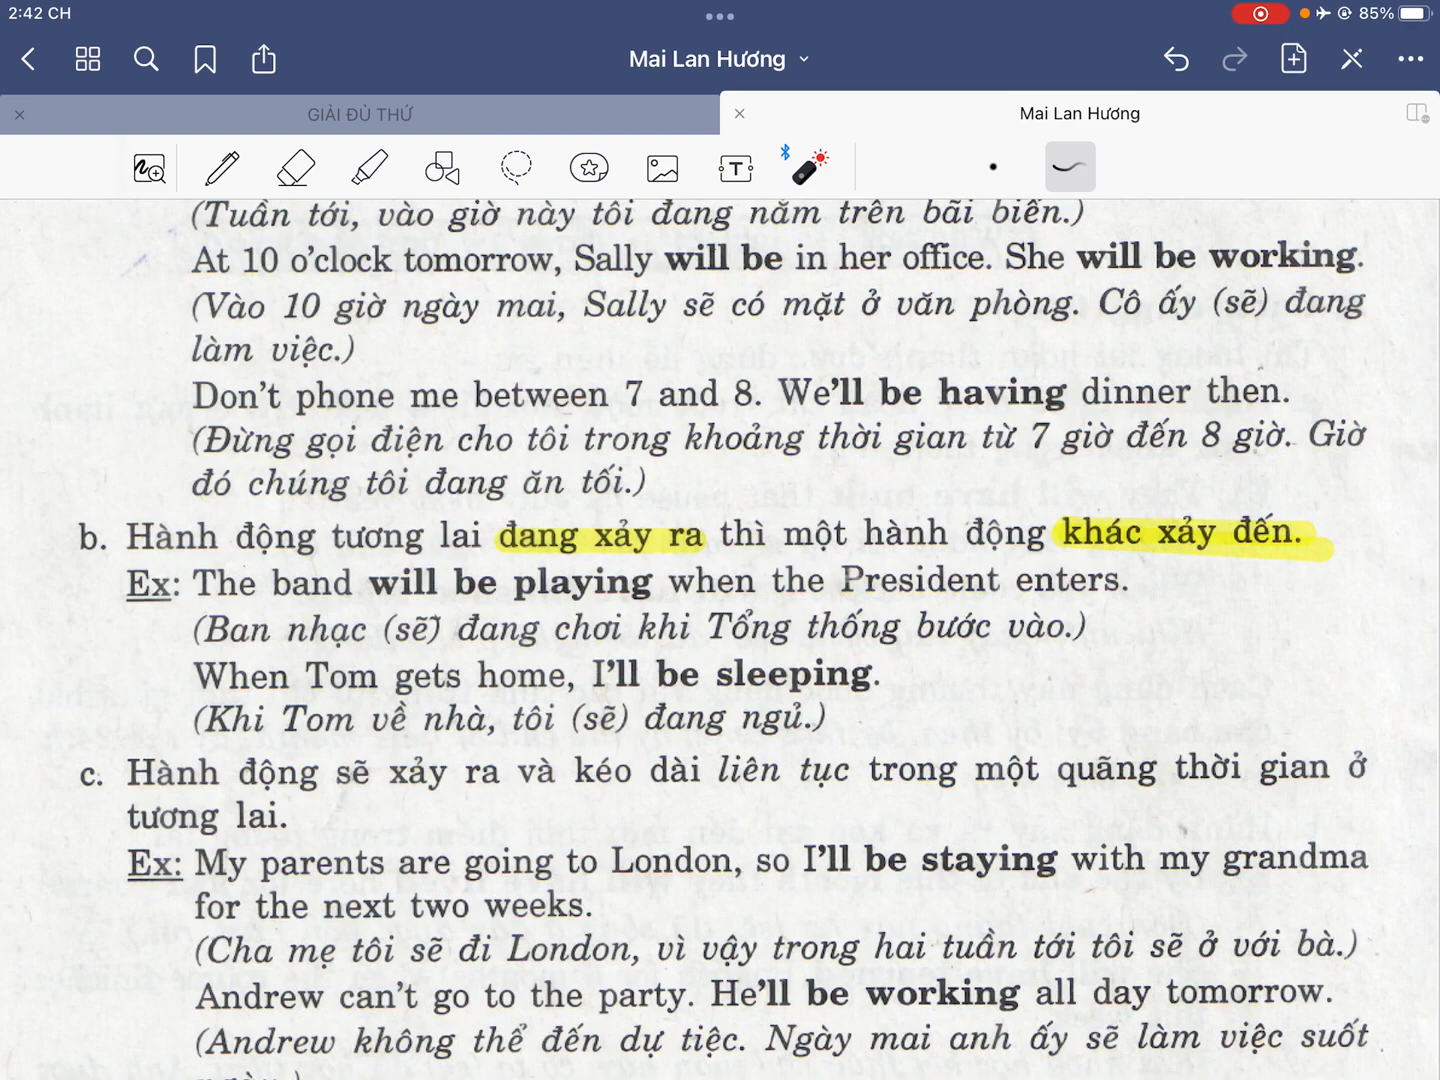 2:42 CH
85%
Mai Lan Hương
GIẢI ĐỦ THỨ
Mai Lan Hương
(Tuần tới, vào giờ này tôi đang nằm trên bãi biển.)
At 10 o'clock tomorrow, Sally will be in her office. She will be working.
(Vào 10 giờ ngày mai, Sally sẽ có mặt ở văn phòng. Cô ấy (sẽ) đang
làm việc.)
Don't phone me between 7 and 8. We'll be having dinner then.
(Đừng gọi điện cho tôi trong khoảng thời gian từ 7 giờ đến 8 giờ. Giờ
đó chúng tôi đang ăn tối.)
b. Hành động tương lai đang xảy ra thì một hành động khác xảy đến.
Ex: The band will be playing when the President enters.
(Ban nhạc (sẽ) đang chơi khi Tổng thống bước vào.)
When Tom gets home, I'll be sleeping.
(Khi Tom về nhà, tôi (sẽ) đang ngủ.)
c. Hành động sẽ xảy ra và kéo dài liên tục trong một quãng thời gian ở
tương lai.
Ex: My parents are going to London, so I'll be staying with my grandma
for the next two weeks.
(Cha mẹ tôi sẽ đi London, vì vậy trong hai tuần tới tôi sẽ ở với bà.)
Andrew can't go to the party. He'll be working all day tomorrow.
(Andrew không thể đến dự tiệc. Ngày mai anh ấy sẽ làm việc suốt